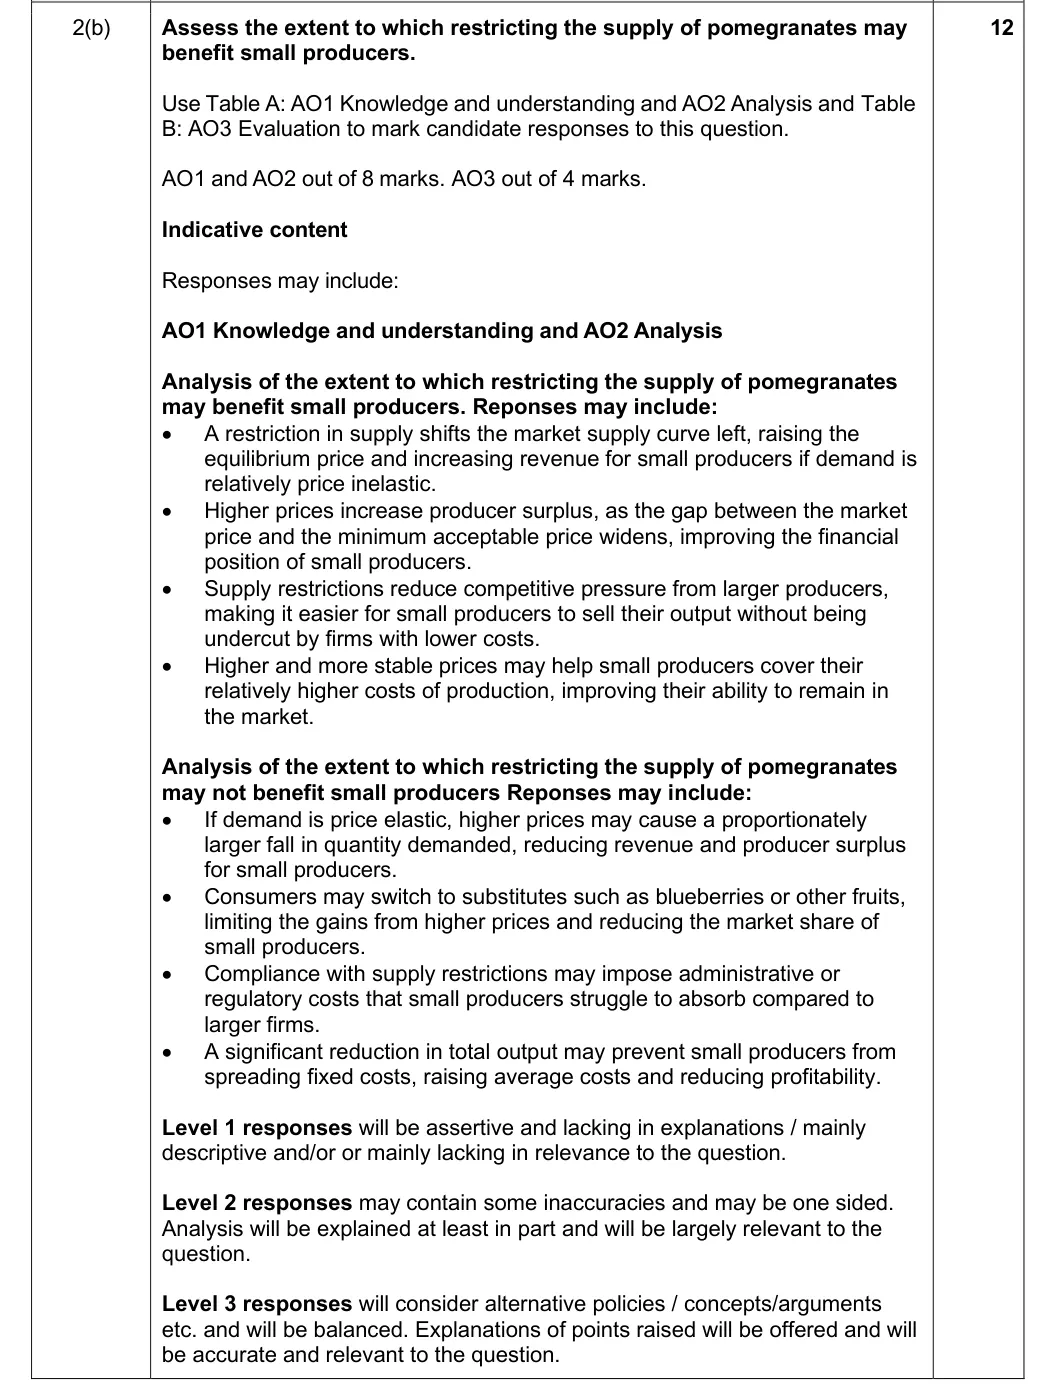 2(b)
Assess the extent to which restricting the supply of pomegranates may
12
benefit small producers.
Use Table A: AO1 Knowledge and understanding and AO2 Analysis and Table
B: AO3 Evaluation to mark candidate responses to this question.
AO1 and AO2 out of 8 marks. AO3 out of 4 marks.
Indicative content
Responses may include:
AO1 Knowledge and understanding and AO2 Analysis
Analysis of the extent to which restricting the supply of pomegranates
may benefit small producers. Reponses may include:
• A restriction in supply shifts the market supply curve left, raising the
equilibrium price and increasing revenue for small producers if demand is
relatively price inelastic.
• Higher prices increase producer surplus, as the gap between the market
price and the minimum acceptable price widens, improving the financial
position of small producers.
• Supply restrictions reduce competitive pressure from larger producers,
making it easier for small producers to sell their output without being
undercut by firms with lower costs.
• Higher and more stable prices may help small producers cover their
relatively higher costs of production, improving their ability to remain in
the market.
Analysis of the extent to which restricting the supply of pomegranates
may not benefit small producers Reponses may include:
• If demand is price elastic, higher prices may cause a proportionately
larger fall in quantity demanded, reducing revenue and producer surplus
for small producers.
• Consumers may switch to substitutes such as blueberries or other fruits,
limiting the gains from higher prices and reducing the market share of
small producers.
• Compliance with supply restrictions may impose administrative or
regulatory costs that small producers struggle to absorb compared to
larger firms.
• A significant reduction in total output may prevent small producers from
spreading fixed costs, raising average costs and reducing profitability.
Level 1 responses will be assertive and lacking in explanations / mainly
descriptive and/or or mainly lacking in relevance to the question.
Level 2 responses may contain some inaccuracies and may be one sided.
Analysis will be explained at least in part and will be largely relevant to the
question.
Level 3 responses will consider alternative policies / concepts/arguments
etc. and will be balanced. Explanations of points raised will be offered and will
be accurate and relevant to the question.